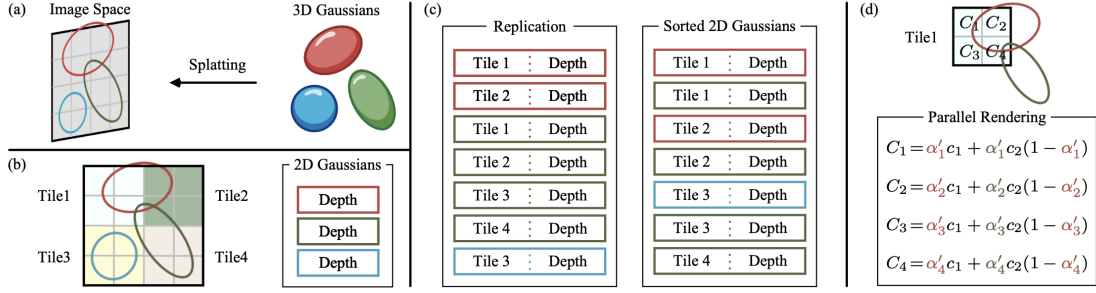 (a)
Image Space
3D Gaussians
Splatting
(b)
Tile1
Tile2
Tile3
Tile4
2D Gaussians
Depth
Depth
Depth
(c)
Replication
Tile 1 ⋮ Depth
Tile 2 ⋮ Depth
Tile 1 ⋮ Depth
Tile 2 ⋮ Depth
Tile 3 ⋮ Depth
Tile 4 ⋮ Depth
Tile 3 ⋮ Depth
Sorted 2D Gaussians
Tile 1 ⋮ Depth
Tile 1 ⋮ Depth
Tile 2 ⋮ Depth
Tile 2 ⋮ Depth
Tile 3 ⋮ Depth
Tile 3 ⋮ Depth
Tile 4 ⋮ Depth
(d)
Tile1
C₁ C₂
C₃ C₄
Parallel Rendering
C₁ = α′₁c₁ + α′₁c₂(1 - α′₁)
C₂ = α′₂c₁ + α′₂c₂(1 - α′₂)
C₃ = α′₃c₁ + α′₃c₂(1 - α′₃)
C₄ = α′₄c₁ + α′₄c₂(1 - α′₄)